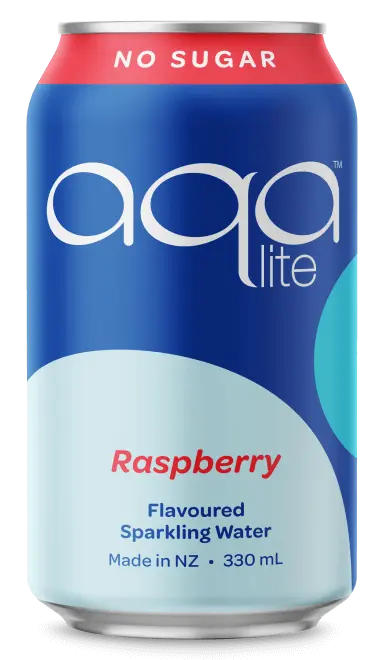 NO SUGAR
aqa™
lite
Raspberry
Flavoured
Sparkling Water
Made in NZ • 330 mL